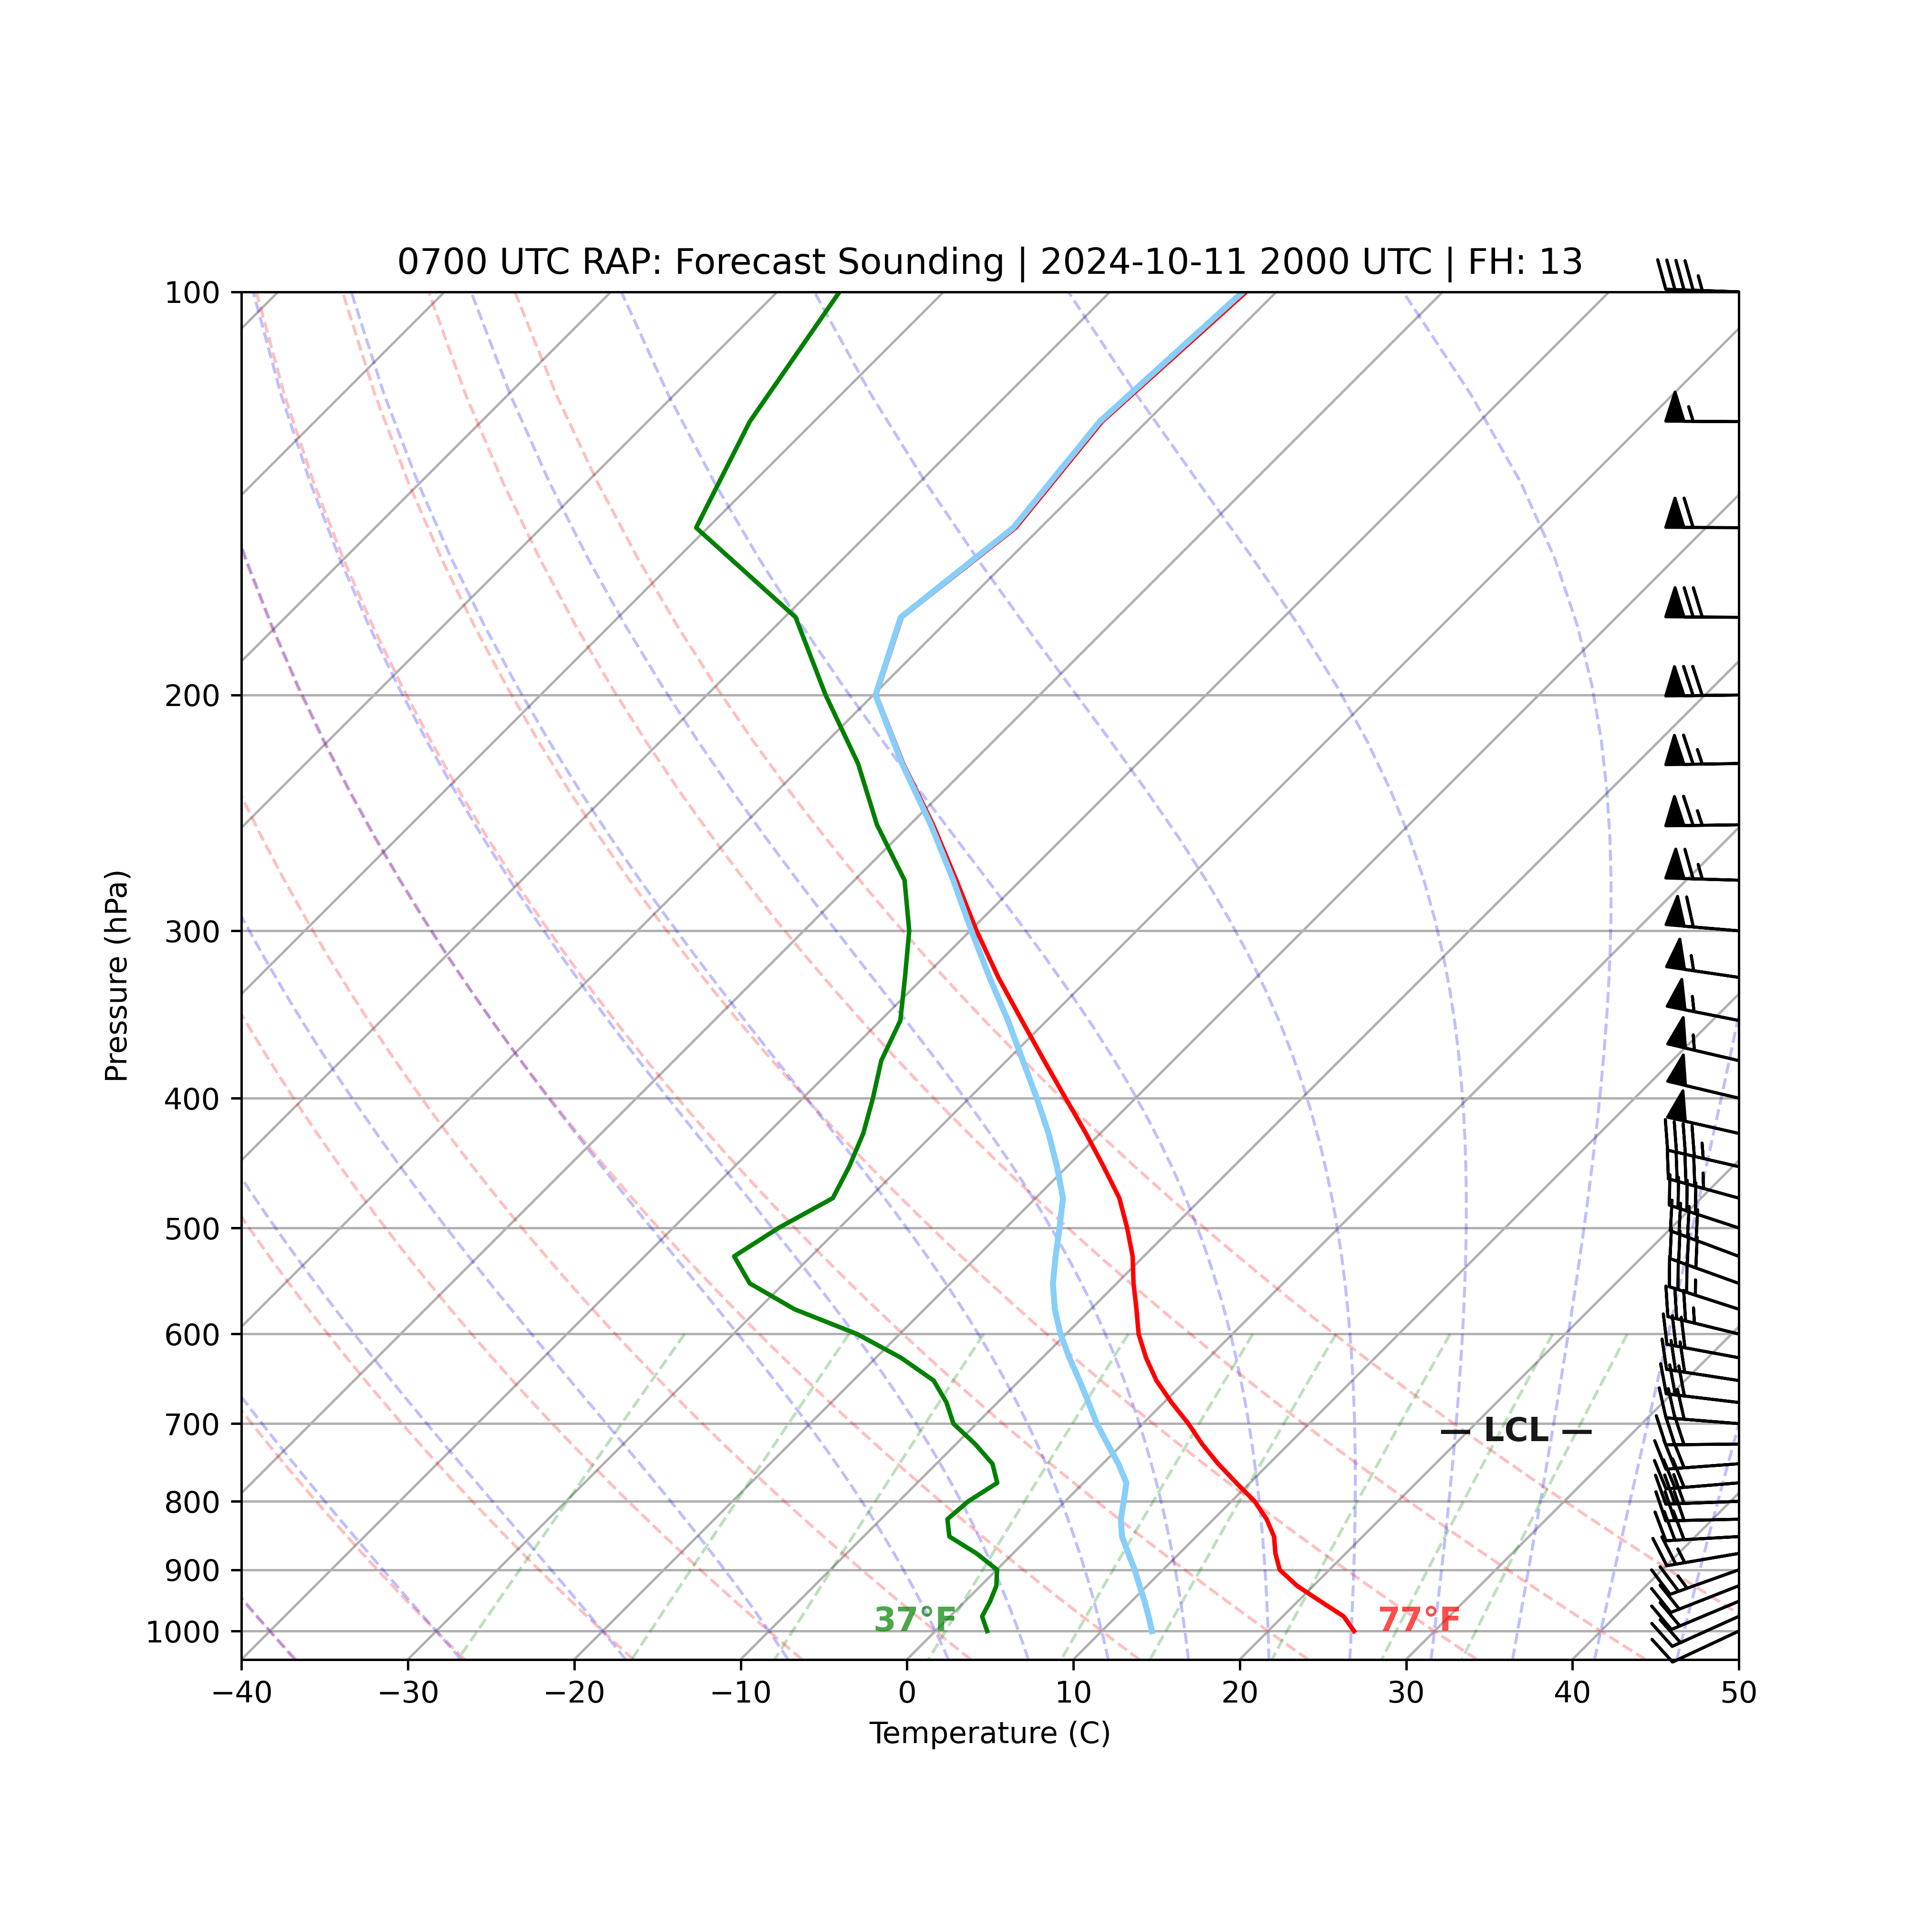 0700 UTC RAP: Forecast Sounding | 2024-10-11 2000 UTC | FH: 13
100
200
300
400
500
600
700
800
900
1000
Pressure (hPa)
— LCL —
37°F
77°F
−40 −30 −20 −10 0 10 20 30 40 50
Temperature (C)